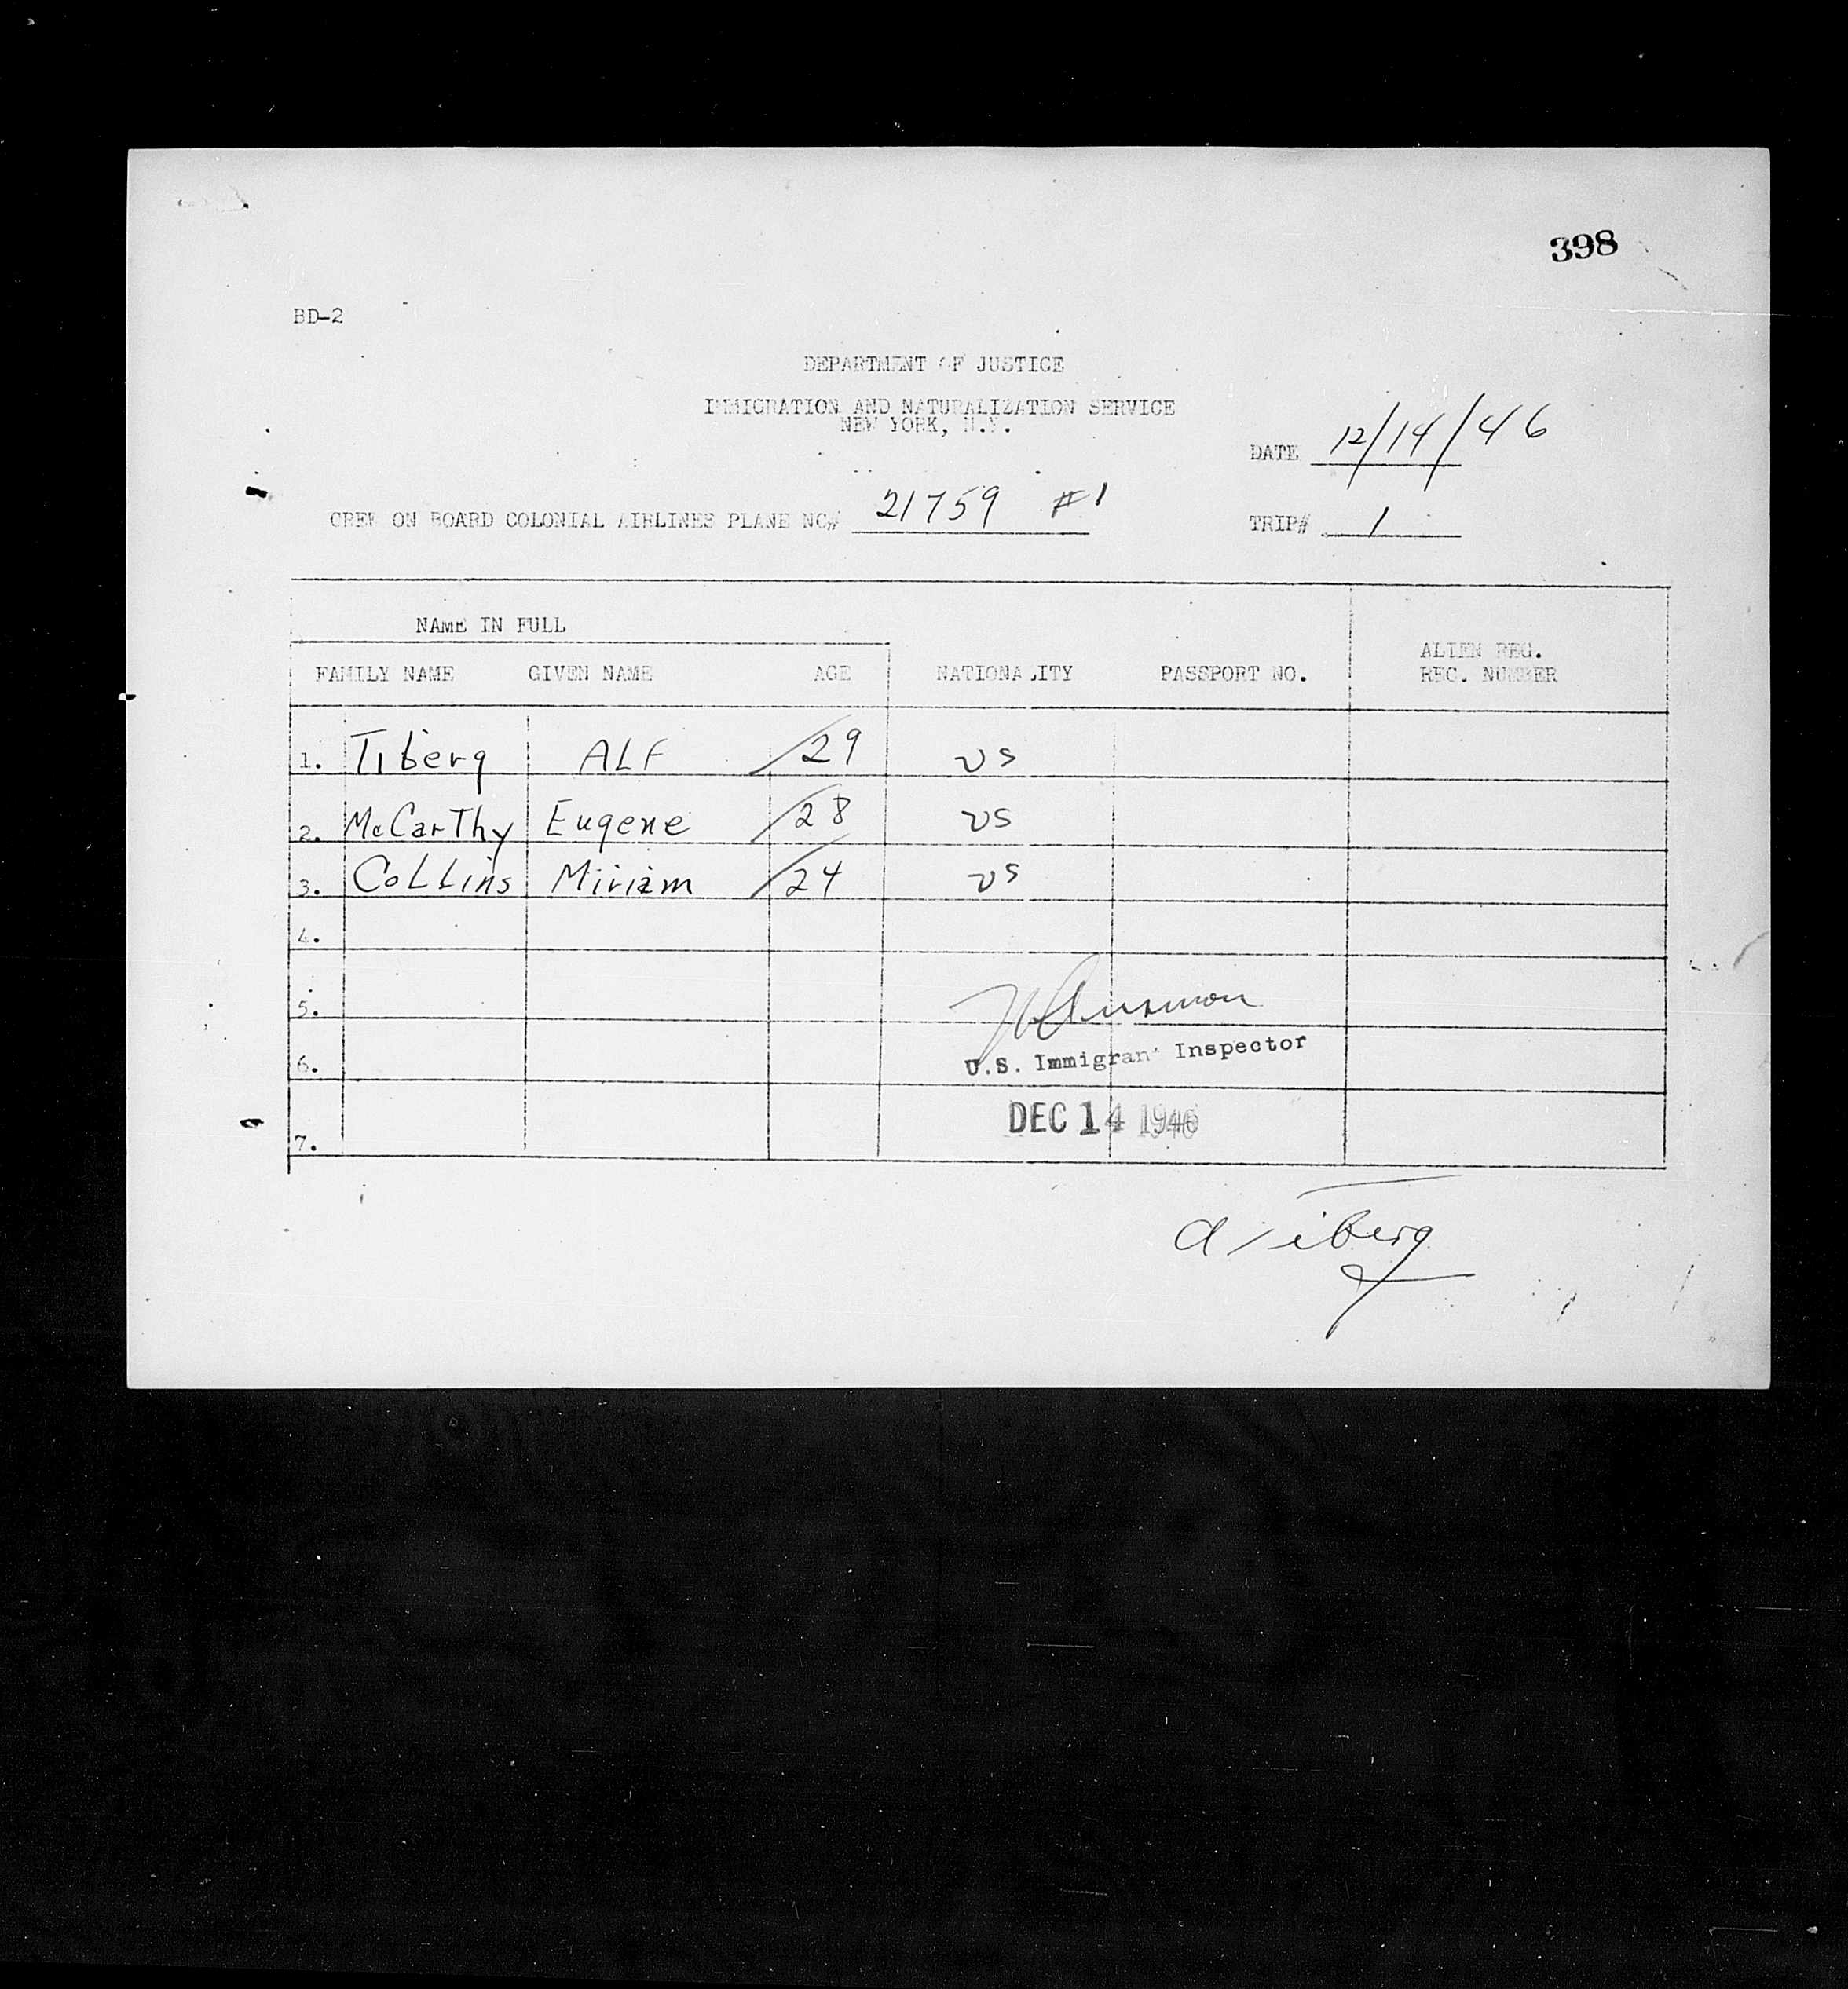 398
BD-2
DEPARTMENT OF JUSTICE
IMMIGRATION AND NATURALIZATION SERVICE
NEW YORK, N.Y.
DATE 12/14/46
CREW ON BOARD COLONIAL AIRLINES PLANE NC# 21759 #1 TRIP# 1
NAME IN FULL
FAMILY NAME GIVEN NAME AGE NATIONALITY PASSPORT NO. ALIEN REG. REC. NUMBER
1. Tiberg ALF 29 US
2. McCarThy Eugene 28 US
3. CoLLins Miriam 24 US
4.
5.
6. U.S. Immigrant Inspector
7. DEC 14 1946
a Tiberg